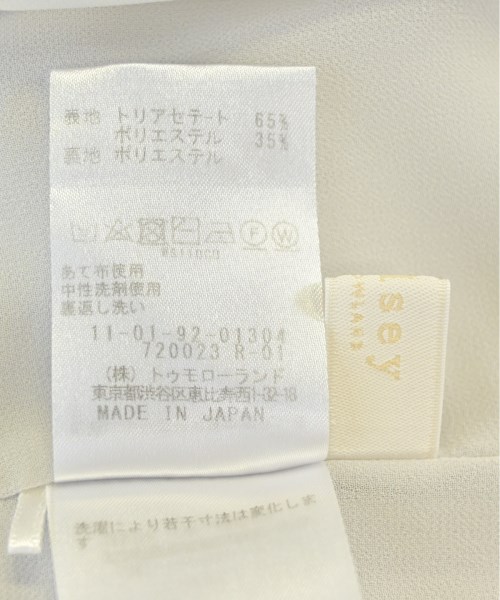 表地 トリアセテート 65%
ポリエステル 35%
裏地 ポリエステル
あて布使用
中性洗剤使用
裏返し洗い
11-01-92-01304
720023 R-01
(株) トゥモローランド
東京都渋谷区恵比寿西1-32-18
MADE IN JAPAN
sey
洗濯により若干寸法は変化しま
す